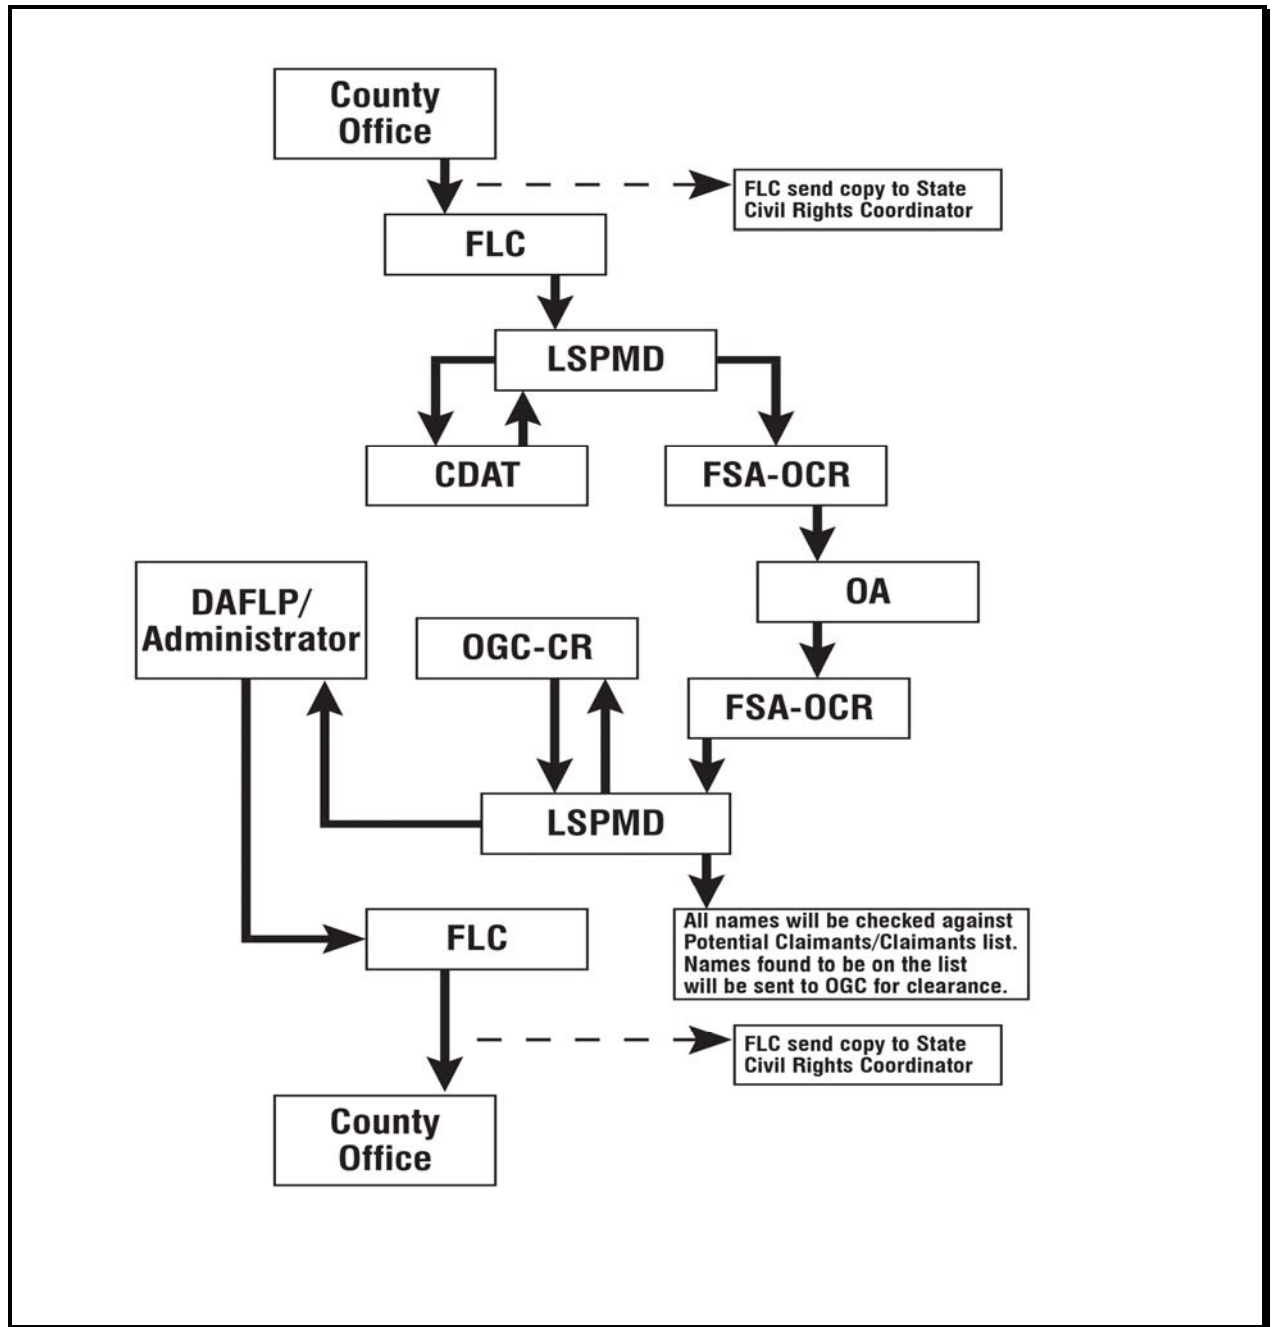 County
Office
FLC send copy to State
Civil Rights Coordinator
FLC
LSPMD
CDAT
FSA-OCR
OA
DAFLP/
Administrator
OGC-CR
FSA-OCR
LSPMD
FLC
All names will be checked against
Potential Claimants/Claimants list.
Names found to be on the list
will be sent to OGC for clearance.
FLC send copy to State
Civil Rights Coordinator
County
Office